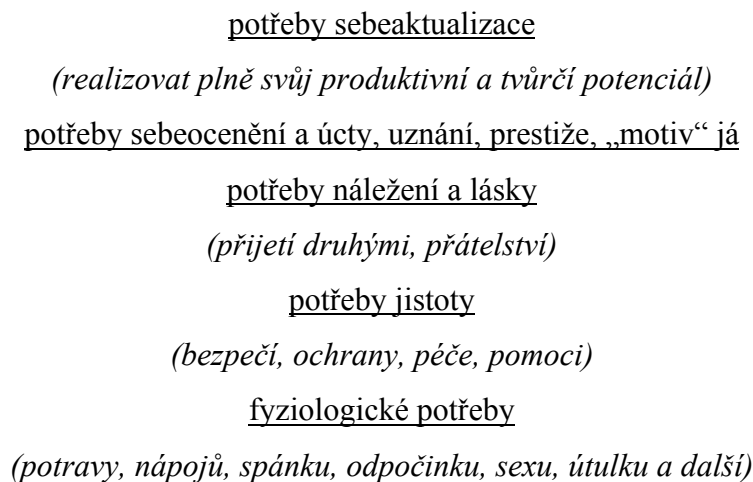 potřeby sebeaktualizace
(realizovat plně svůj produktivní a tvůrčí potenciál)
potřeby sebeocenění a úcty, uznání, prestiže, „motiv“ já
potřeby náležení a lásky
(přijetí druhými, přátelství)
potřeby jistoty
(bezpečí, ochrany, péče, pomoci)
fyziologické potřeby
(potravy, nápojů, spánku, odpočinku, sexu, útulku a další)